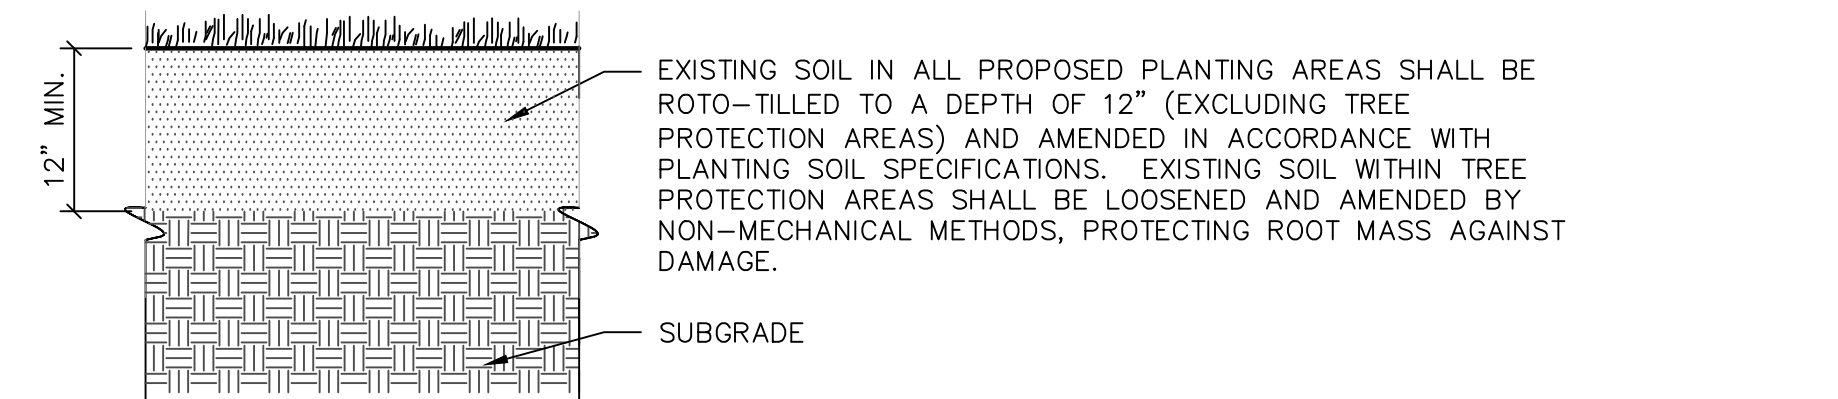 12” MIN.
EXISTING SOIL IN ALL PROPOSED PLANTING AREAS SHALL BE
ROTO–TILLED TO A DEPTH OF 12” (EXCLUDING TREE
PROTECTION AREAS) AND AMENDED IN ACCORDANCE WITH
PLANTING SOIL SPECIFICATIONS.  EXISTING SOIL WITHIN TREE
PROTECTION AREAS SHALL BE LOOSENED AND AMENDED BY
NON–MECHANICAL METHODS, PROTECTING ROOT MASS AGAINST
DAMAGE.
SUBGRADE